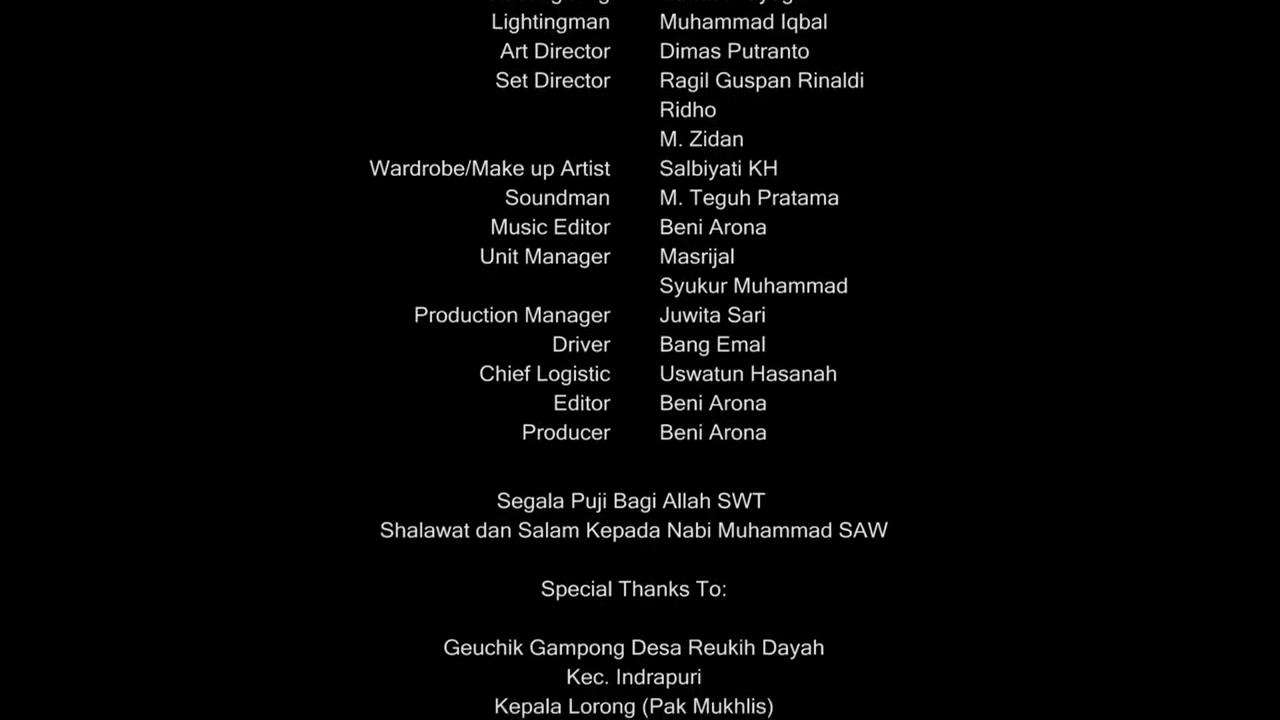 Lightingman Muhammad Iqbal
Art Director Dimas Putranto
Set Director Ragil Guspan Rinaldi
Ridho
M. Zidan
Wardrobe/Make up Artist Salbiyati KH
Soundman M. Teguh Pratama
Music Editor Beni Arona
Unit Manager Masrijal
Syukur Muhammad
Production Manager Juwita Sari
Driver Bang Emal
Chief Logistic Uswatun Hasanah
Editor Beni Arona
Producer Beni Arona
Segala Puji Bagi Allah SWT
Shalawat dan Salam Kepada Nabi Muhammad SAW
Special Thanks To:
Geuchik Gampong Desa Reukih Dayah
Kec. Indrapuri
Kepala Lorong (Pak Mukhlis)